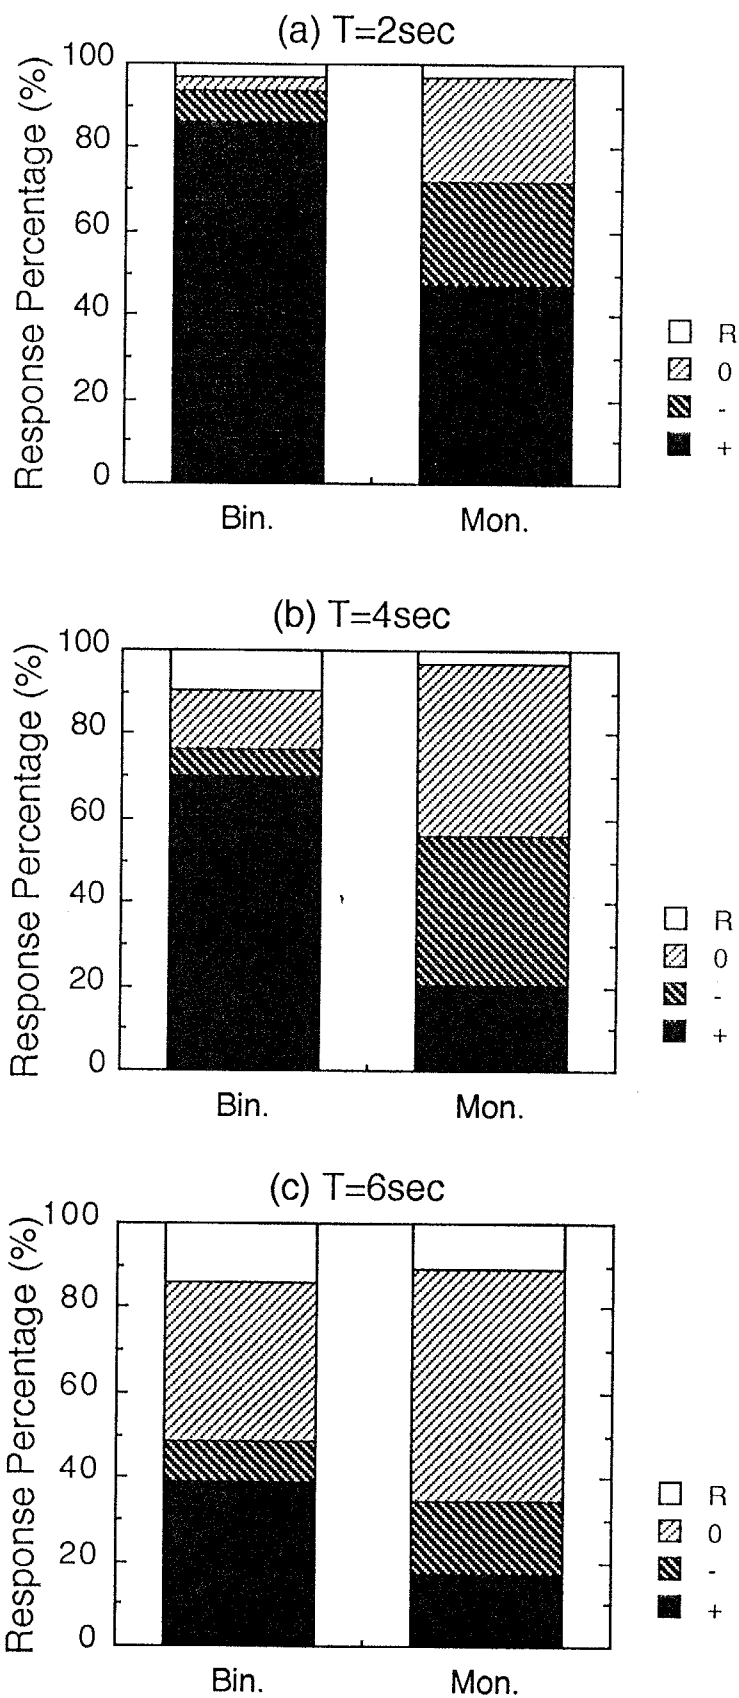 (a) T=2sec
Response Percentage (%)
100
80
60
40
20
0
Bin. Mon.
R
0
-
+
(b) T=4sec
Response Percentage (%)
100
80
60
40
20
0
Bin. Mon.
R
0
-
+
(c) T=6sec
Response Percentage (%)
100
80
60
40
20
0
Bin. Mon.
R
0
-
+